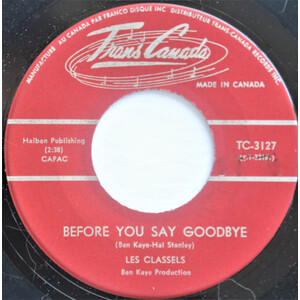 MANUFACTURE AU CANADA PAR FRANCO DISQUE INC DISTRIBUTEUR TRANS-CANADA RECORDS INC.
Trans Canada
MADE IN CANADA
Halben Publishing
(2:38)
CAPAC
TC-3127
BEFORE YOU SAY GOODBYE
(Ben Kaye-Hal Stanley)
LES CLASSELS
Ben Kaye Production